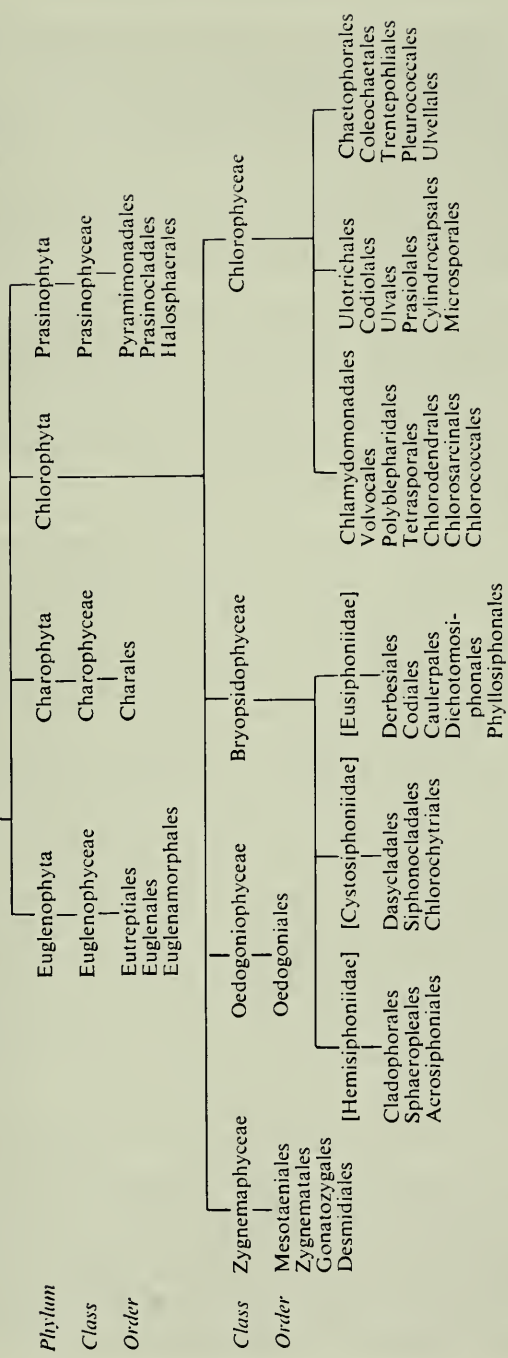 Phylum
Class
Order
Euglenophyta
Euglenophyceae
Eutreptiales
Euglenales
Euglenamorphales
Charophyta
Charophyceae
Charales
Chlorophyta
Prasinophyta
Prasinophyceae
Pyramimonadales
Prasinocladales
Halosphaerales
Class
Order
Zygnemaphyceae
Mesotaeniales
Zygnematales
Gonatozygales
Desmidiales
Oedogoniophyceae
Oedogoniales
Bryopsidophyceae
[Hemisiphoniidae]
Cladophorales
Sphaeropleales
Acrosiphoniales
[Cystosiphoniidae]
Dasycladales
Siphonocladales
Chlorochytriales
[Eusiphoniidae]
Derbesiales
Codiales
Caulerpales
Dichotomosi-
phonales
Phyllosiphonales
Chlorophyceae
Chlamydomonadales
Volvocales
Polyblepharidales
Tetrasporales
Chlorodendrales
Chlorosarcinales
Chlorococcales
Ulotrichales
Codiolales
Ulvales
Prasiolales
Cylindrocapsales
Microsporales
Chaetophorales
Coleochaetales
Trentepohliales
Pleurococcales
Ulvellales